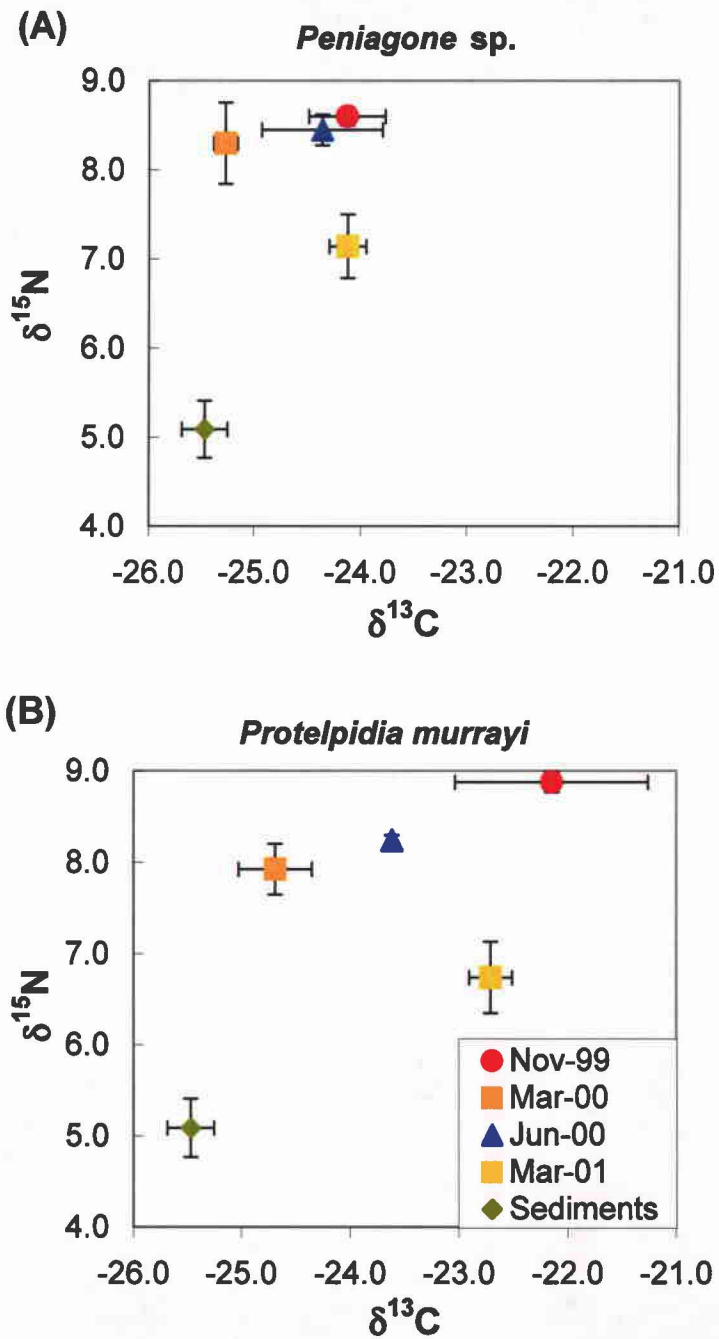 (A)
Peniagone sp.
9.0
8.0
7.0
6.0
5.0
4.0
δ¹⁵N
-26.0 -25.0 -24.0 -23.0 -22.0 -21.0
δ¹³C
(B)
Protelpidia murrayi
9.0
8.0
7.0
6.0
5.0
4.0
δ¹⁵N
Nov-99
Mar-00
Jun-00
Mar-01
Sediments
-26.0 -25.0 -24.0 -23.0 -22.0 -21.0
δ¹³C